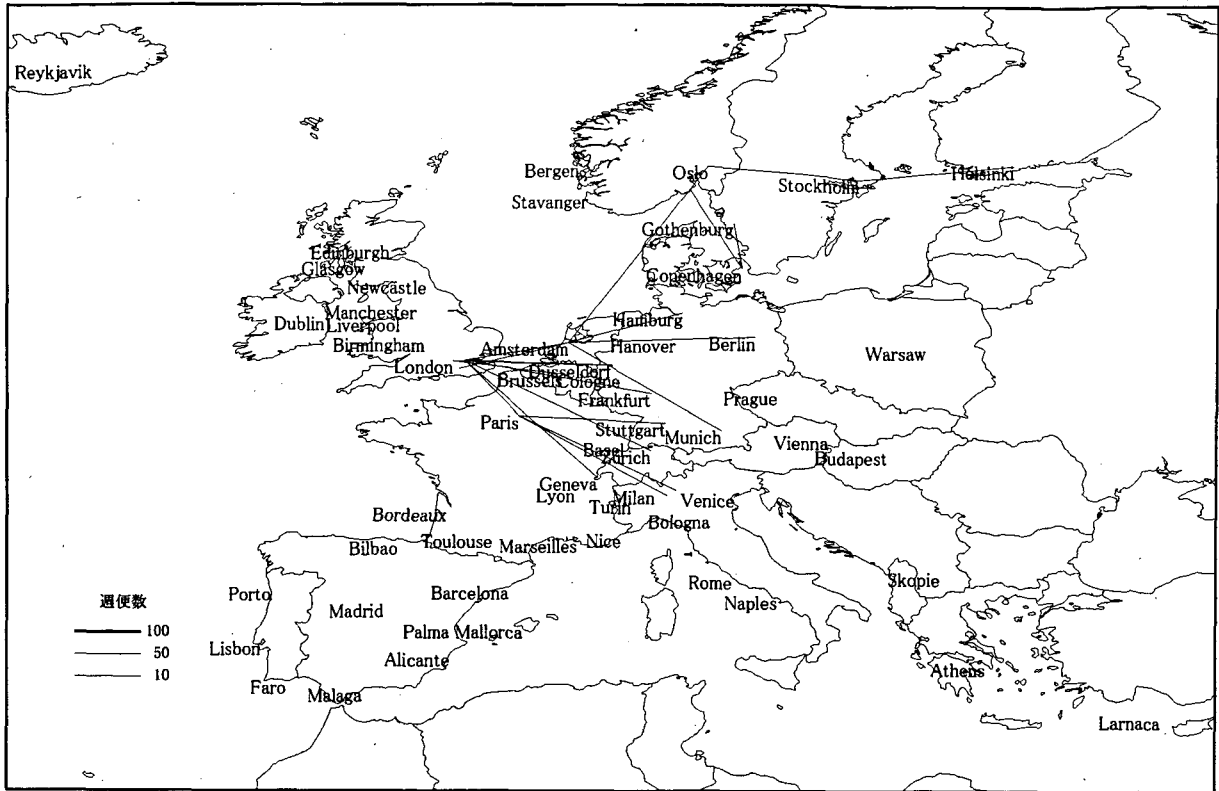 Reykjavik
Bergen
Stavanger
Oslo
Stockholm
Helsinki
Gothenburg
Copenhagen
Edinburgh
Glasgow
Newcastle
Manchester
Dublin
Liverpool
Birmingham
London
Amsterdam
Hamburg
Hanover
Berlin
Warsaw
Dusseldorf
Brussels
Cologne
Frankfurt
Prague
Paris
Stuttgart
Munich
Vienna
Budapest
Basel
Zurich
Geneva
Lyon
Milan
Turin
Venice
Bologna
Bordeaux
Bilbao
Toulouse
Marseilles
Nice
Porto
Madrid
Barcelona
Rome
Naples
Skopie
Palma Mallorca
Lisbon
Alicante
Athens
Faro
Malaga
Larnaca
週便数
100
50
10